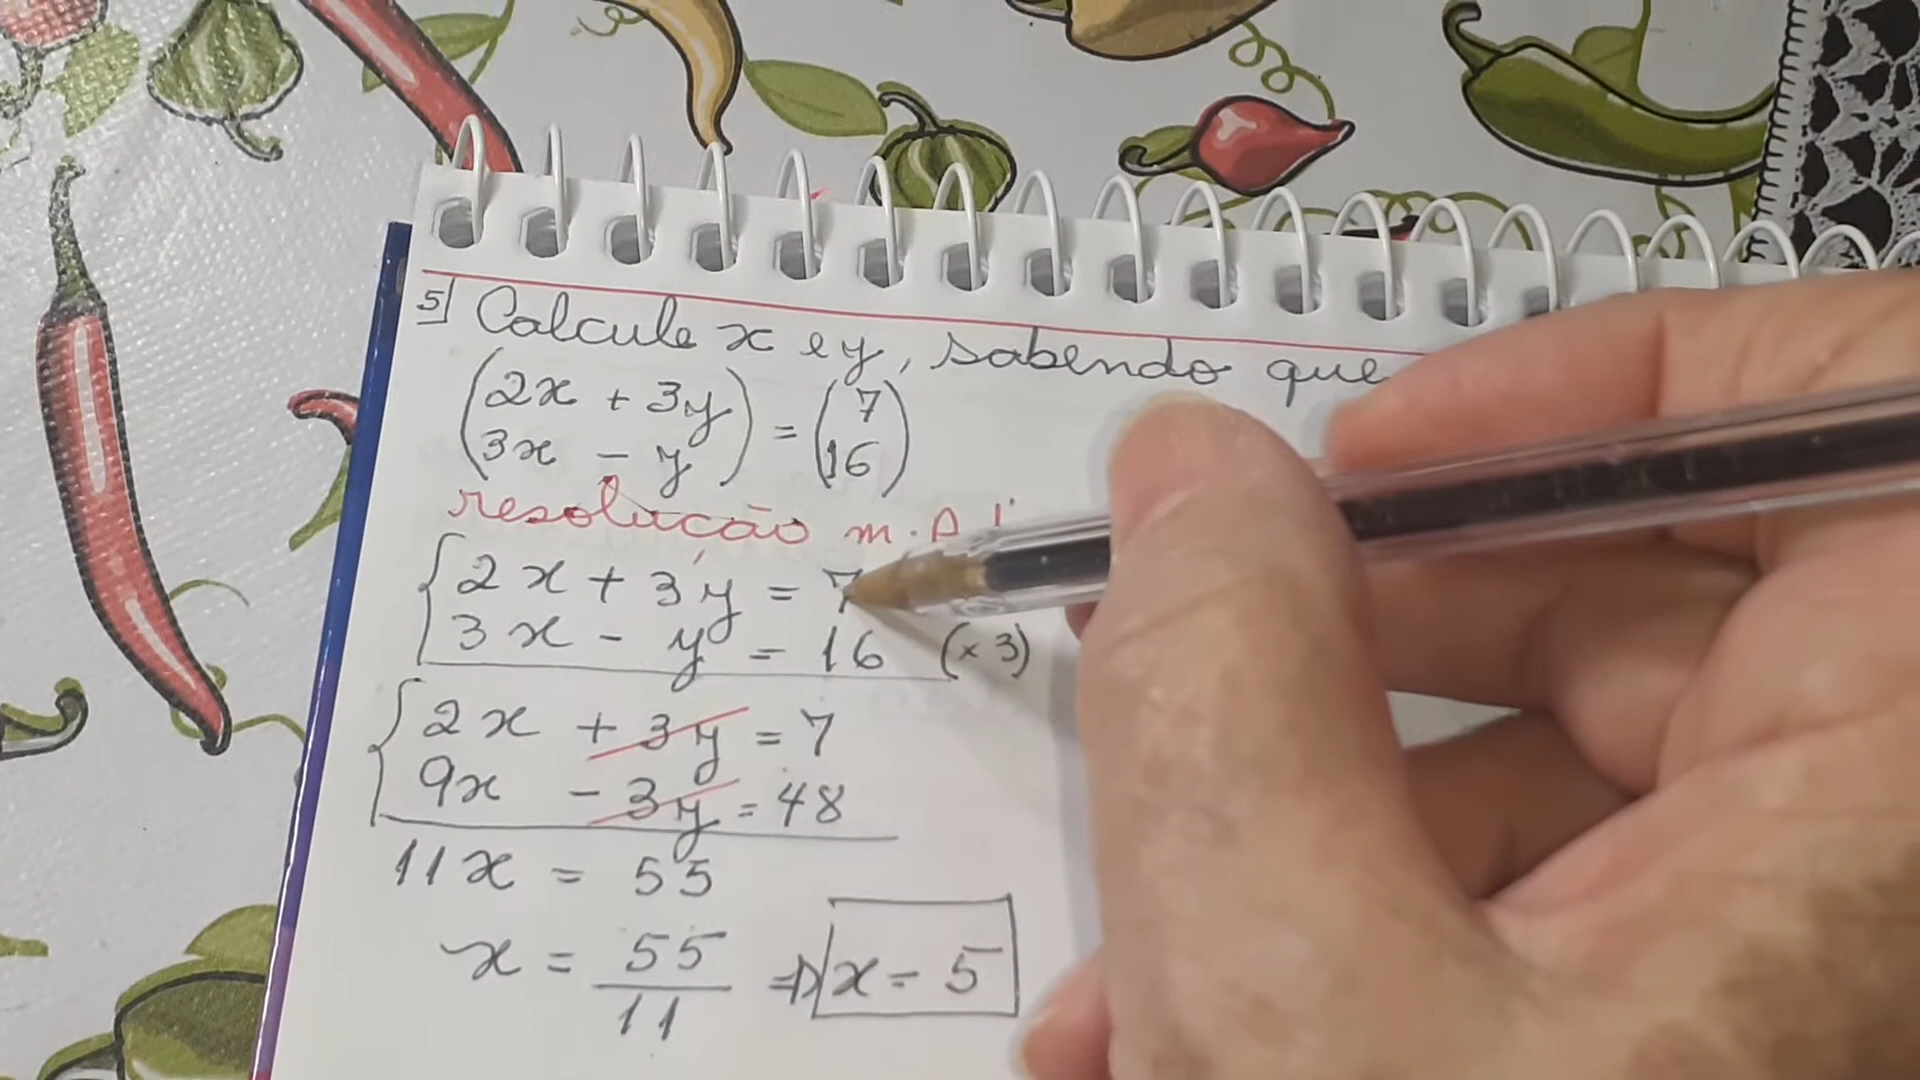 5) Calcule x e y, sabendo que
(2x + 3y) = (7)
(3x - y) (16)
resolução
{2x + 3y = 7
3x - y = 16 (x 3)
{2x + 3y = 7
9x - 3y = 48
11x = 55
x = 55/11 ⇒ x = 5